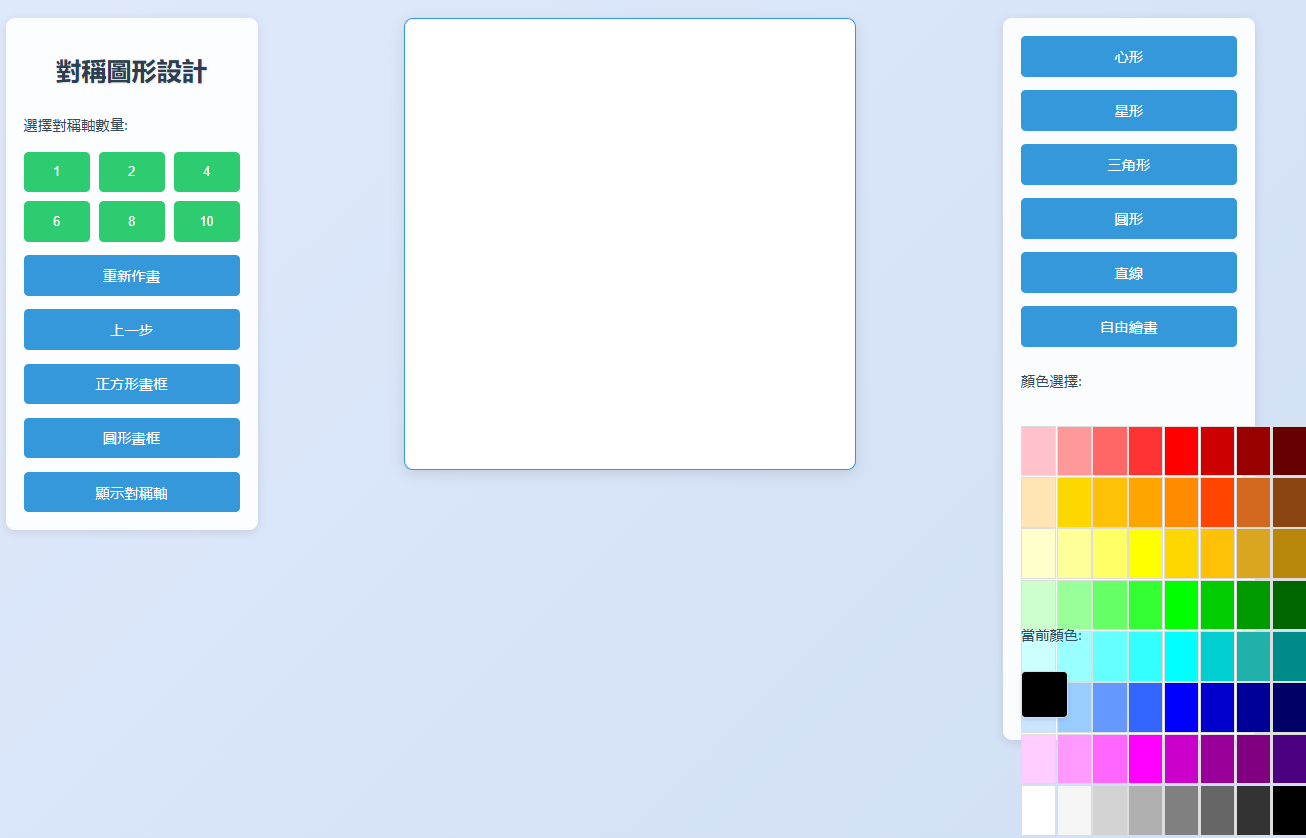 對稱圖形設計
選擇對稱軸數量:
1 2 4
6 8 10
重新作畫
上一步
正方形畫框
圓形畫框
顯示對稱軸
心形
星形
三角形
圓形
直線
自由繪畫
顏色選擇:
當前顏色: